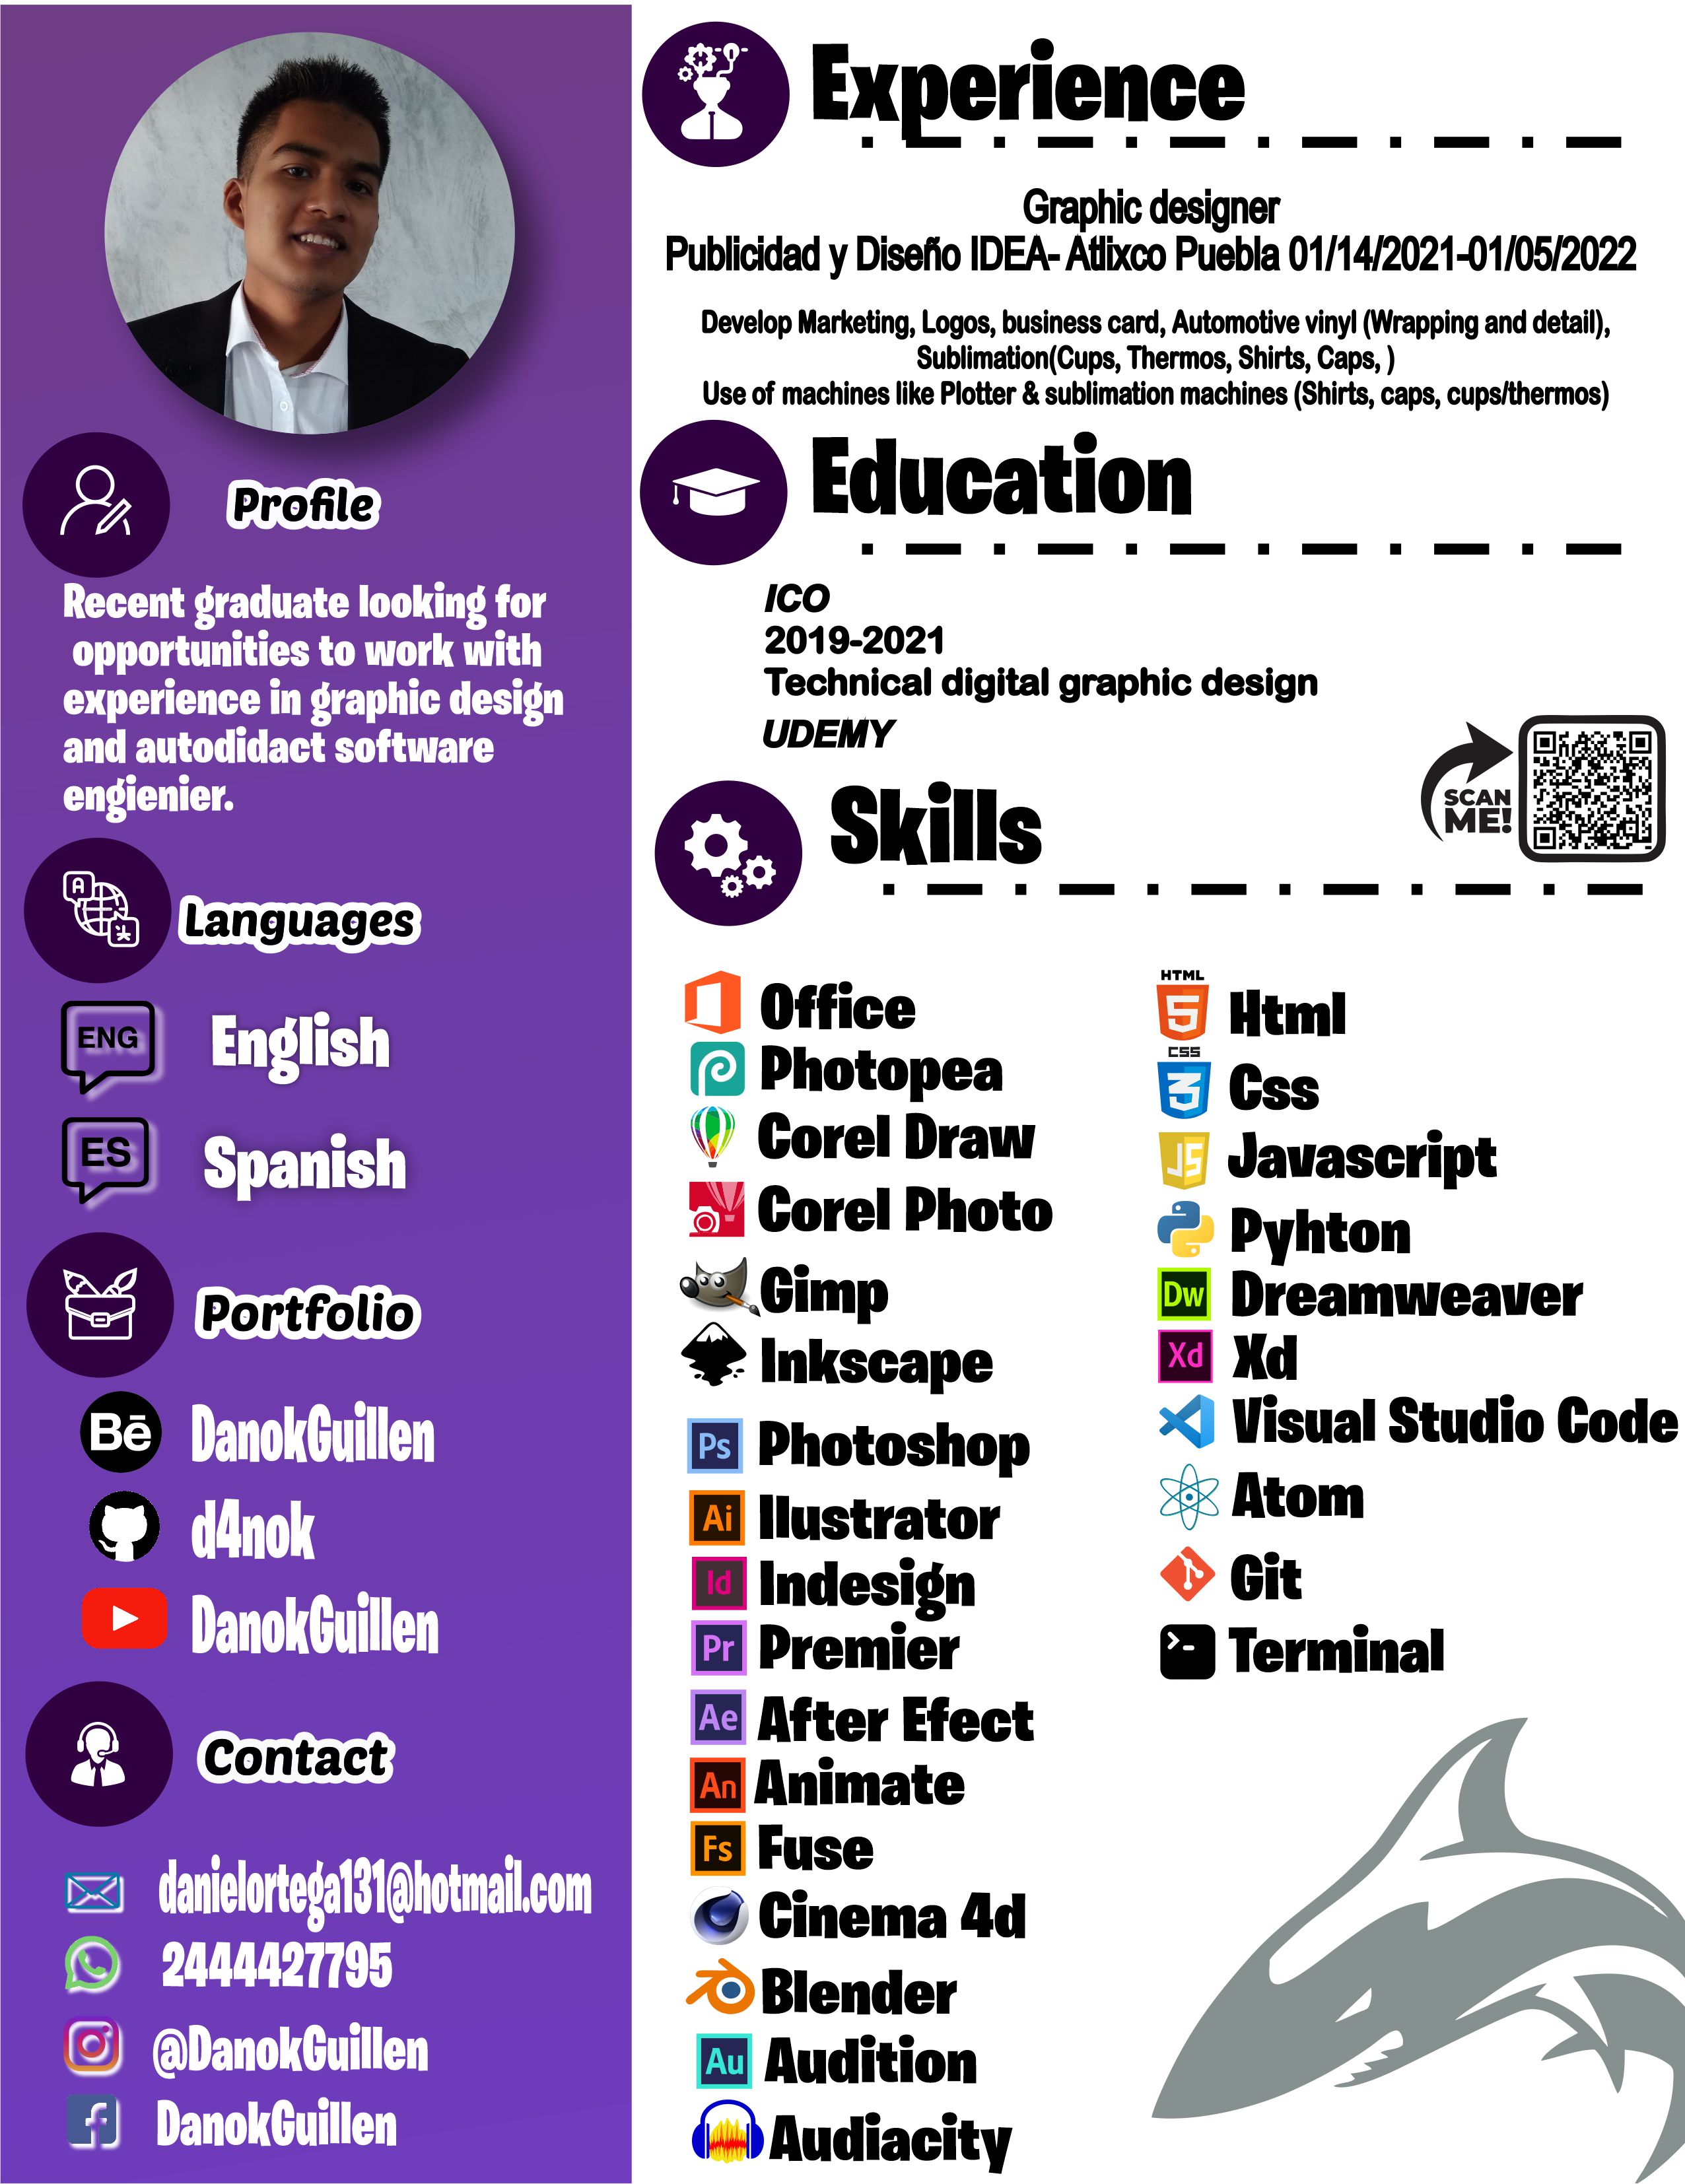 Profile
Recent graduate looking for
opportunities to work with
experience in graphic design
and autodidact software
engienier.
Languages
ENG English
ES Spanish
Portfolio
Bē DanokGuillen
d4nok
DanokGuillen
Contact
danielortega131@hotmail.com
2444427795
@DanokGuillen
f DanokGuillen
Experience
Graphic designer
Publicidad y Diseño IDEA- Atlixco Puebla 01/14/2021-01/05/2022
Develop Marketing, Logos, business card, Automotive vinyl (Wrapping and detail),
Sublimation(Cups, Thermos, Shirts, Caps, )
Use of machines like Plotter & sublimation machines (Shirts, caps, cups/thermos)
Education
ICO
2019-2021
Technical digital graphic design
UDEMY
SCAN
ME!
Skills
Office
Photopea
Corel Draw
Corel Photo
Gimp
Inkscape
Ps Photoshop
Ai Ilustrator
Id Indesign
Pr Premier
Ae After Efect
An Animate
Fs Fuse
Cinema 4d
Blender
Au Audition
Audiacity
HTML
5 Html
CSS
3 Css
JS Javascript
Pyhton
Dw Dreamweaver
Xd Xd
Visual Studio Code
Atom
Git
Terminal